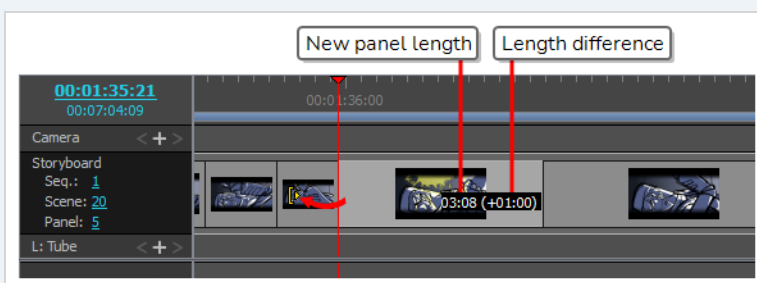 New panel length
Length difference
00:01:35:21
00:07:04:09
00:01:36:00
Camera < + >
Storyboard
Seq.: 1
Scene: 20
Panel: 5
03:08 (+01:00)
L: Tube < + >